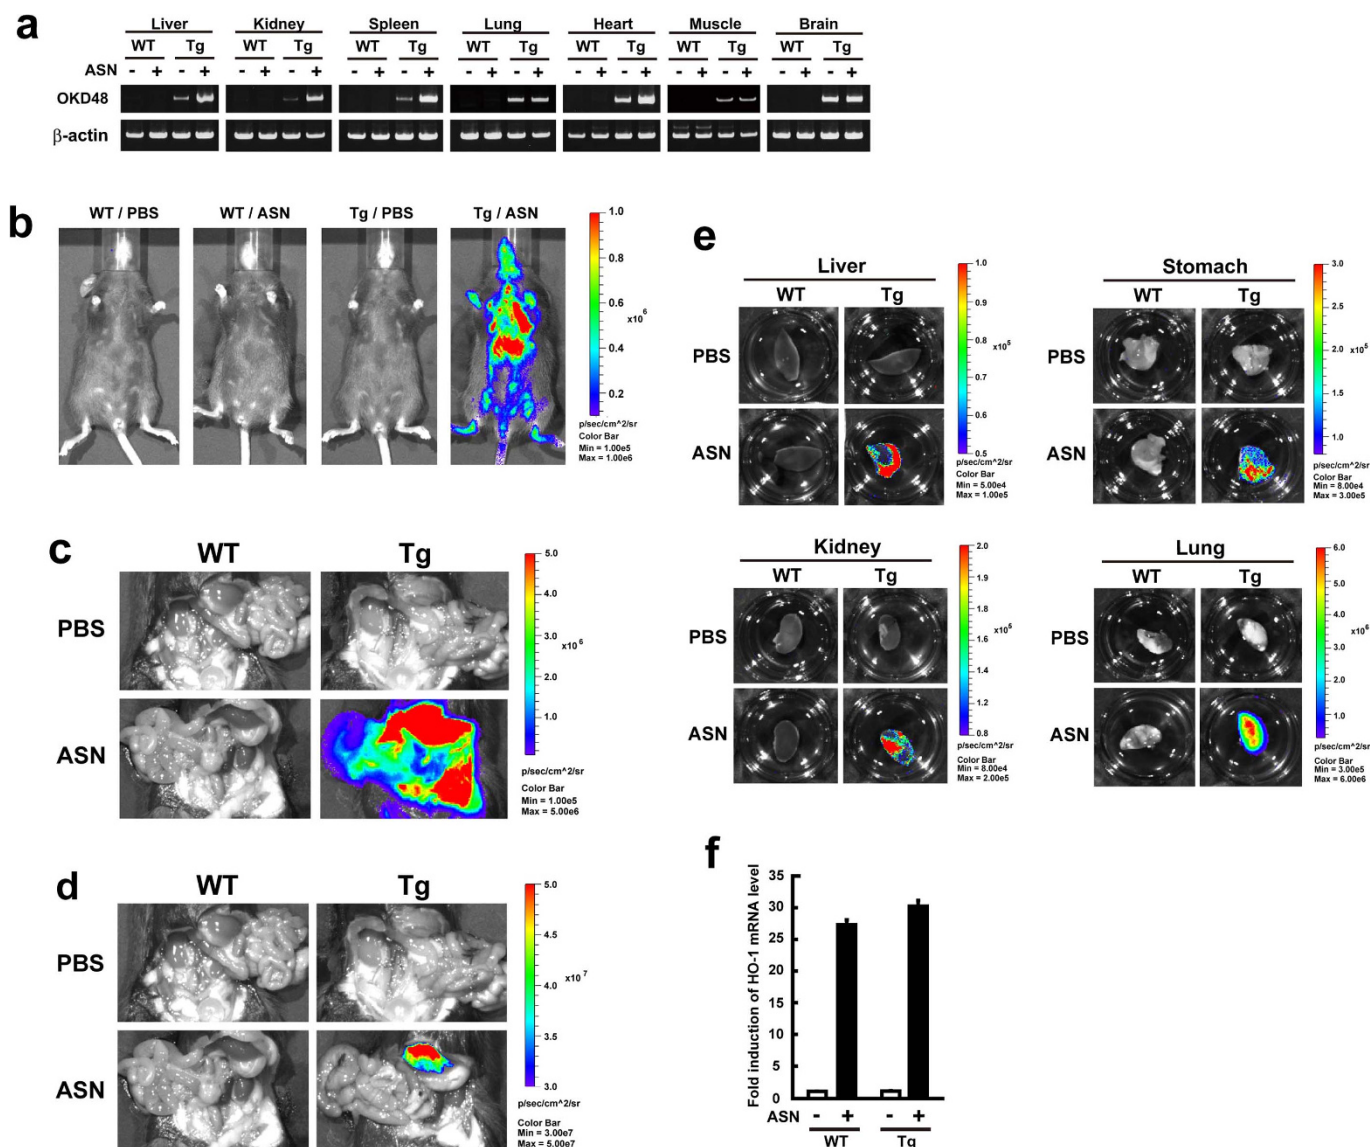 a
Liver Kidney Spleen Lung Heart Muscle Brain
WT Tg WT Tg WT Tg WT Tg WT Tg WT Tg WT Tg
ASN - + - + - + - + - + - + - + - + - + - + - + - + - + - +
OKD48
β-actin
b
WT / PBS WT / ASN Tg / PBS Tg / ASN
1.0
0.8
0.6
x10^6
0.4
0.2
p/sec/cm^2/sr
Color Bar
Min = 1.00e5
Max = 1.00e6
c
WT Tg
PBS
ASN
5.0
4.0
3.0
x10^6
2.0
1.0
p/sec/cm^2/sr
Color Bar
Min = 1.00e5
Max = 5.00e6
d
WT Tg
PBS
ASN
5.0
4.5
x10^7
4.0
3.5
3.0
p/sec/cm^2/sr
Color Bar
Min = 3.00e7
Max = 5.00e7
e
Liver
WT Tg
PBS
ASN
1.0
0.9
x10^5
0.8
0.7
0.6
0.5
p/sec/cm^2/sr
Color Bar
Min = 5.00e4
Max = 1.00e5
Stomach
WT Tg
PBS
ASN
3.0
2.5
x10^5
2.0
1.5
1.0
p/sec/cm^2/sr
Color Bar
Min = 8.00e4
Max = 3.00e5
Kidney
WT Tg
PBS
ASN
2.0
1.9
1.8
x10^5
1.6
1.4
1.2
1.0
0.9
0.8
p/sec/cm^2/sr
Color Bar
Min = 8.00e4
Max = 2.00e5
Lung
WT Tg
PBS
ASN
6.0
5.0
4.0
x10^6
3.0
2.0
1.0
p/sec/cm^2/sr
Color Bar
Min = 3.00e5
Max = 6.00e6
f
Fold induction of HO-1 mRNA level
35
30
25
20
15
10
5
0
ASN - + - +
WT Tg